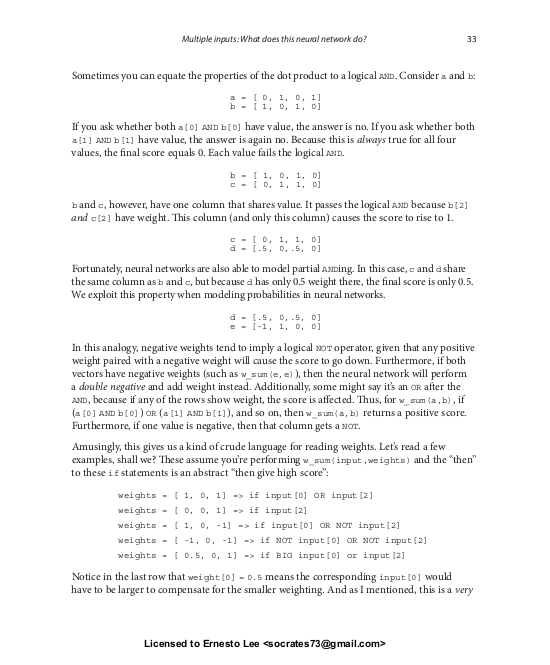 Multiple inputs: What does this neural network do? 33
Sometimes you can equate the properties of the dot product to a logical AND. Consider a and b:
a = [ 0, 1, 0, 1]
b = [ 1, 0, 1, 0]
If you ask whether both a[0] AND b[0] have value, the answer is no. If you ask whether both
a[1] AND b[1] have value, the answer is again no. Because this is always true for all four
values, the final score equals 0. Each value fails the logical AND.
b = [ 1, 0, 1, 0]
c = [ 0, 1, 1, 0]
b and c, however, have one column that shares value. It passes the logical AND because b[2]
and c[2] have weight. This column (and only this column) causes the score to rise to 1.
c = [ 0, 1, 1, 0]
d = [.5, 0,.5, 0]
Fortunately, neural networks are also able to model partial ANDing. In this case, c and d share
the same column as b and c, but because d has only 0.5 weight there, the final score is only 0.5.
We exploit this property when modeling probabilities in neural networks.
d = [.5, 0,.5, 0]
e = [-1, 1, 0, 0]
In this analogy, negative weights tend to imply a logical NOT operator, given that any positive
weight paired with a negative weight will cause the score to go down. Furthermore, if both
vectors have negative weights (such as w_sum(e,e)), then the neural network will perform
a double negative and add weight instead. Additionally, some might say it's an OR after the
AND, because if any of the rows show weight, the score is affected. Thus, for w_sum(a,b), if
(a[0] AND b[0]) OR (a[1] AND b[1]), and so on, then w_sum(a,b) returns a positive score.
Furthermore, if one value is negative, then that column gets a NOT.
Amusingly, this gives us a kind of crude language for reading weights. Let's read a few
examples, shall we? These assume you're performing w_sum(input,weights) and the "then"
to these if statements is an abstract "then give high score":
weights = [ 1, 0, 1] => if input[0] OR input[2]
weights = [ 0, 0, 1] => if input[2]
weights = [ 1, 0, -1] => if input[0] OR NOT input[2]
weights = [ -1, 0, -1] => if NOT input[0] OR NOT input[2]
weights = [ 0.5, 0, 1] => if BIG input[0] or input[2]
Notice in the last row that weight[0] = 0.5 means the corresponding input[0] would
have to be larger to compensate for the smaller weighting. And as I mentioned, this is a very
Licensed to Ernesto Lee <socrates73@gmail.com>